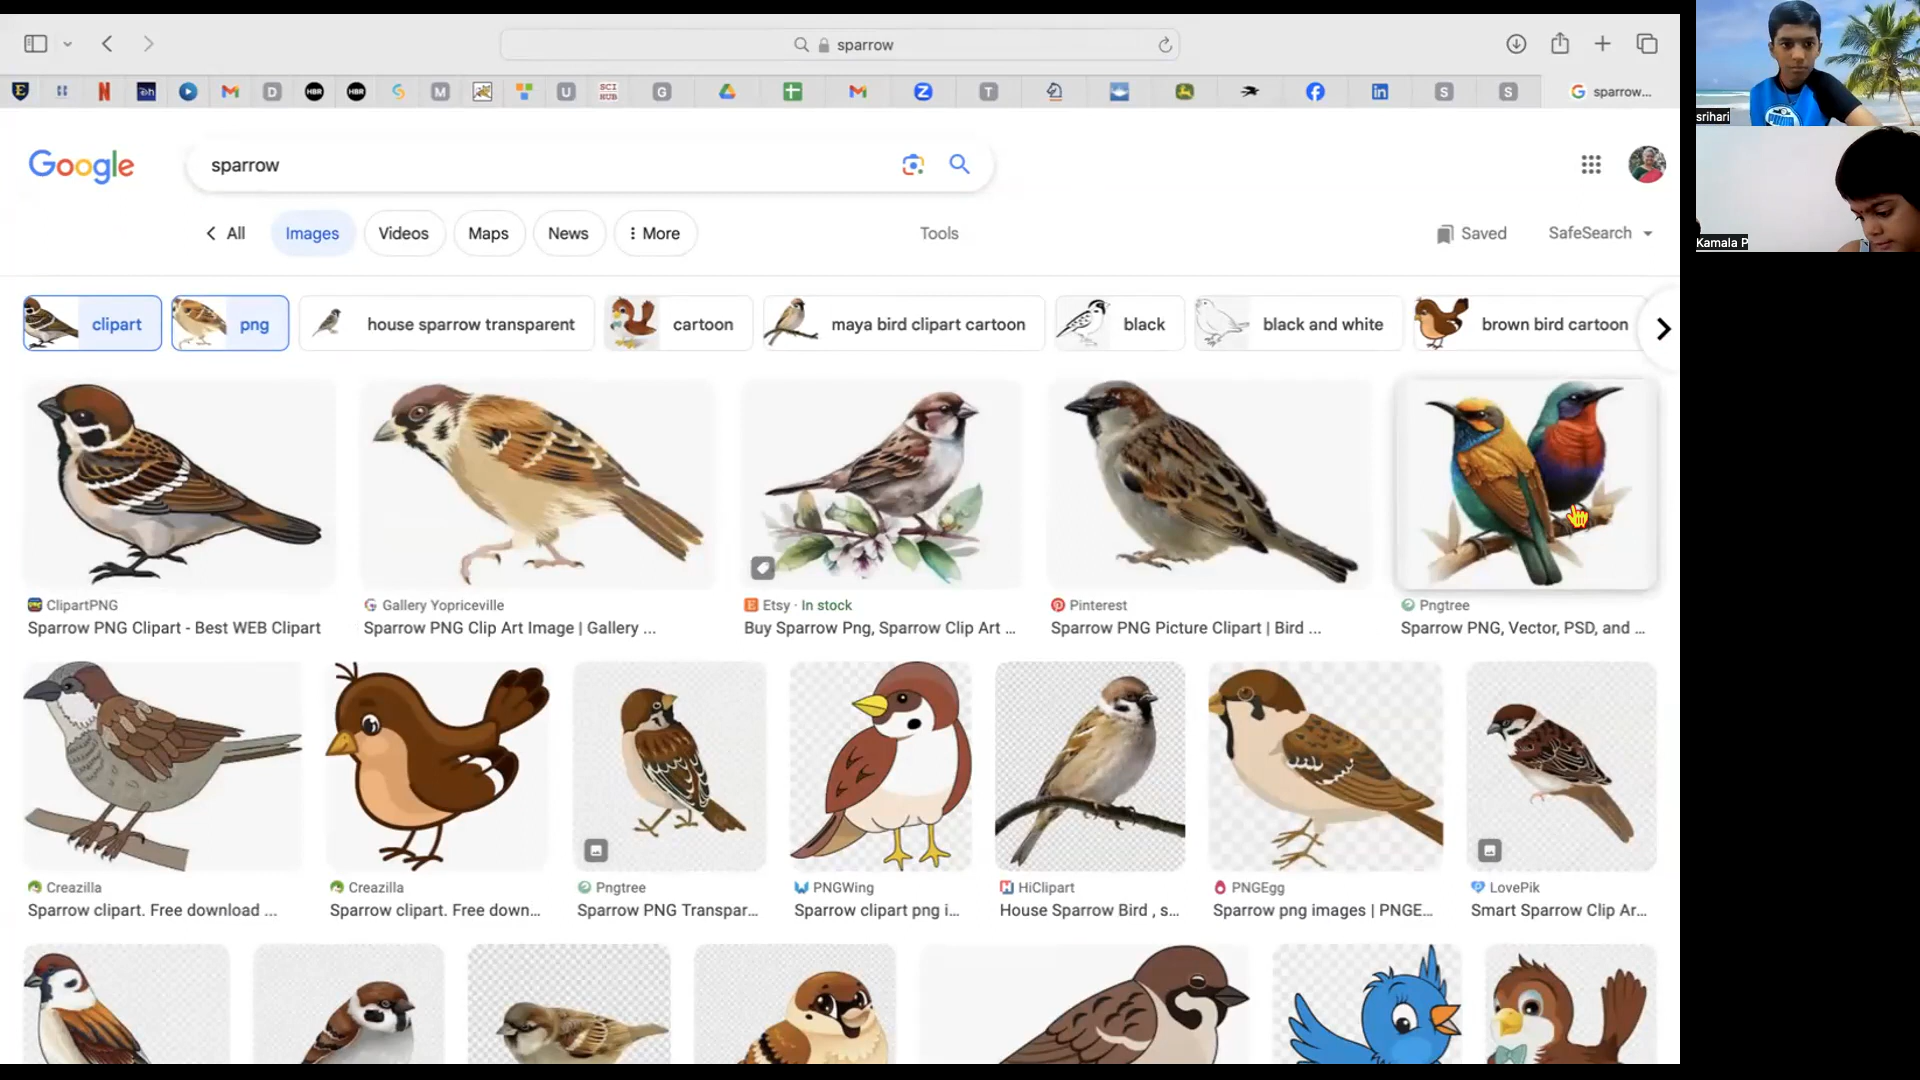 sparrow
D
HBR
HBR
M
U
SCI
HUB
G
T
S
S
sparrow...
srihari
Kamala P
Google
sparrow
All
Images
Videos
Maps
News
More
Tools
Saved
SafeSearch
clipart
png
house sparrow transparent
cartoon
maya bird clipart cartoon
black
black and white
brown bird cartoon
ClipartPNG
Sparrow PNG Clipart - Best WEB Clipart
Gallery Yopriceville
Sparrow PNG Clip Art Image | Gallery ...
Etsy · In stock
Buy Sparrow Png, Sparrow Clip Art ...
Pinterest
Sparrow PNG Picture Clipart | Bird ...
Pngtree
Sparrow PNG, Vector, PSD, and ...
Creazilla
Sparrow clipart. Free download ...
Creazilla
Sparrow clipart. Free down...
Pngtree
Sparrow PNG Transpar...
PNGWing
Sparrow clipart png i...
HiClipart
House Sparrow Bird , s...
PNGEgg
Sparrow png images | PNGE...
LovePik
Smart Sparrow Clip Ar...